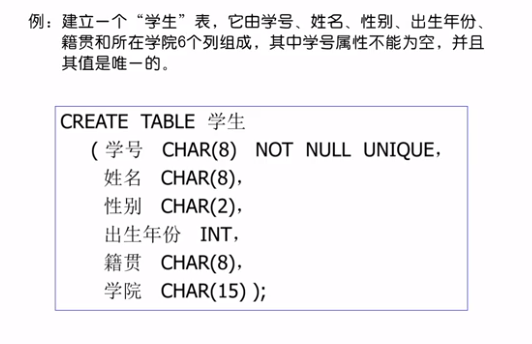 例：建立一个“学生”表，它由学号、姓名、性别、出生年份、
籍贯和所在学院6个列组成，其中学号属性不能为空，并且
其值是唯一的。
CREATE TABLE 学生
( 学号 CHAR(8) NOT NULL UNIQUE，
姓名 CHAR(8)，
性别 CHAR(2)，
出生年份 INT，
籍贯 CHAR(8)，
学院 CHAR(15) );